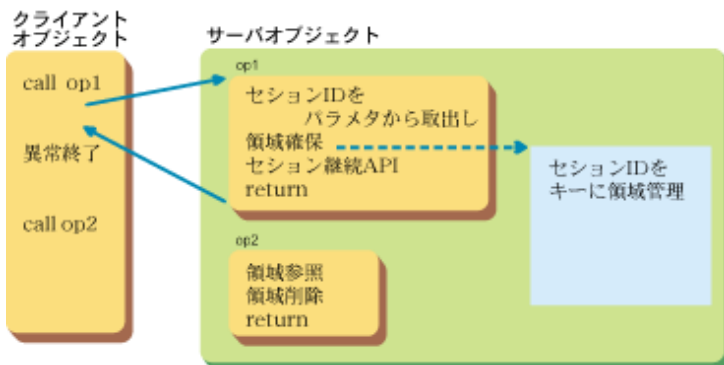 クライアント
オブジェクト
call op1
異常終了
call op2
サーバオブジェクト
op1
セションIDを
パラメタから取出し
領域確保
セション継続API
return
op2
領域参照
領域削除
return
セションIDを
キーに領域管理